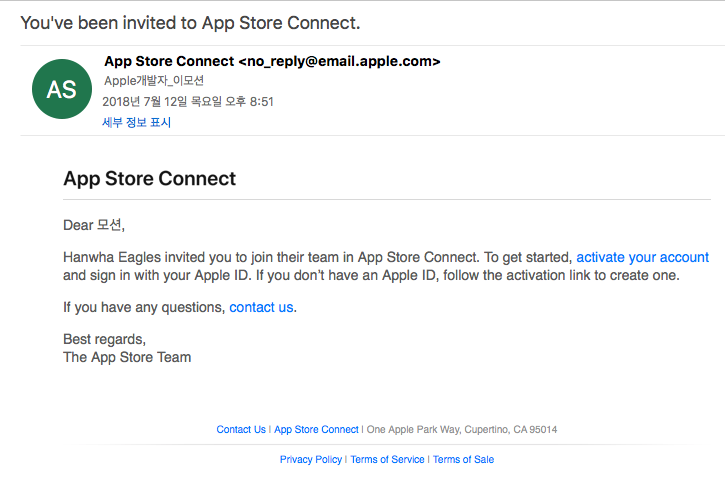 You've been invited to App Store Connect.
AS
App Store Connect <no_reply@email.apple.com>
Apple개발자_이모션
2018년 7월 12일 목요일 오후 8:51
세부 정보 표시
App Store Connect
Dear 모션,
Hanwha Eagles invited you to join their team in App Store Connect. To get started, activate your account
and sign in with your Apple ID. If you don't have an Apple ID, follow the activation link to create one.
If you have any questions, contact us.
Best regards,
The App Store Team
Contact Us | App Store Connect | One Apple Park Way, Cupertino, CA 95014
Privacy Policy | Terms of Service | Terms of Sale